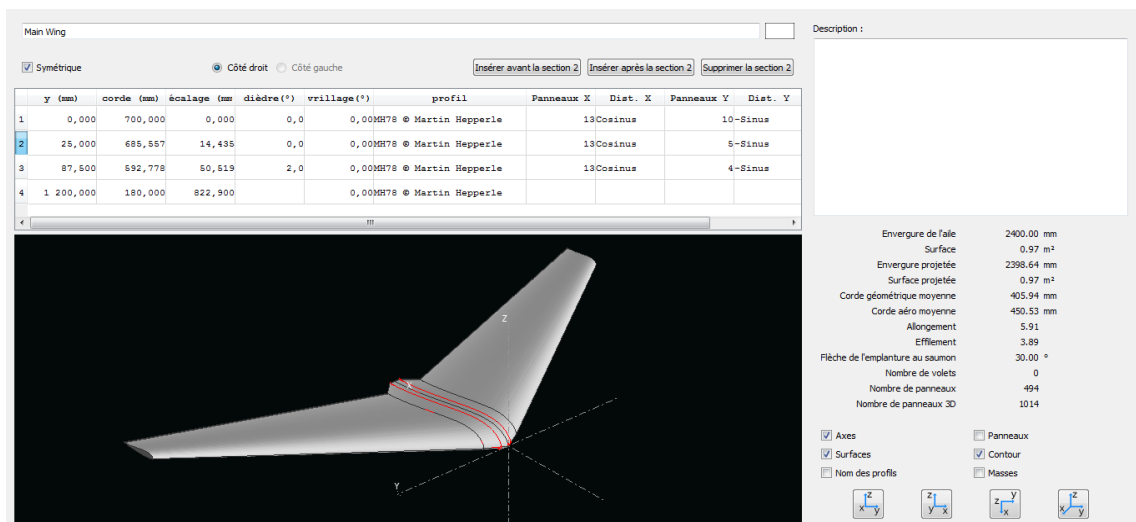 Main Wing
Description :
Symétrique Côté droit Côté gauche Insérer avant la section 2 Insérer après la section 2 Supprimer la section 2
y (mm) corde (mm) écalage (mm dièdre(°) vrillage(°) profil Panneaux X Dist. X Panneaux Y Dist. Y
1 0,000 700,000 0,000 0,0 0,00 MH78 © Martin Hepperle 13 Cosinus 10 -Sinus
2 25,000 685,557 14,435 0,0 0,00 MH78 © Martin Hepperle 13 Cosinus 5 -Sinus
3 87,500 592,778 50,519 2,0 0,00 MH78 © Martin Hepperle 13 Cosinus 4 -Sinus
4 1 200,000 180,000 822,900 0,00 MH78 © Martin Hepperle
Z
X
Y
Envergure de l'aile 2400.00 mm
Surface 0.97 m²
Envergure projetée 2398.64 mm
Surface projetée 0.97 m²
Corde géométrique moyenne 405.94 mm
Corde aéro moyenne 450.53 mm
Allongement 5.91
Effilement 3.89
Flèche de l'emplanture au saumon 30.00 °
Nombre de volets 0
Nombre de panneaux 494
Nombre de panneaux 3D 1014
Axes Panneaux
Surfaces Contour
Nom des profils Masses
z y z y x z y x z x y